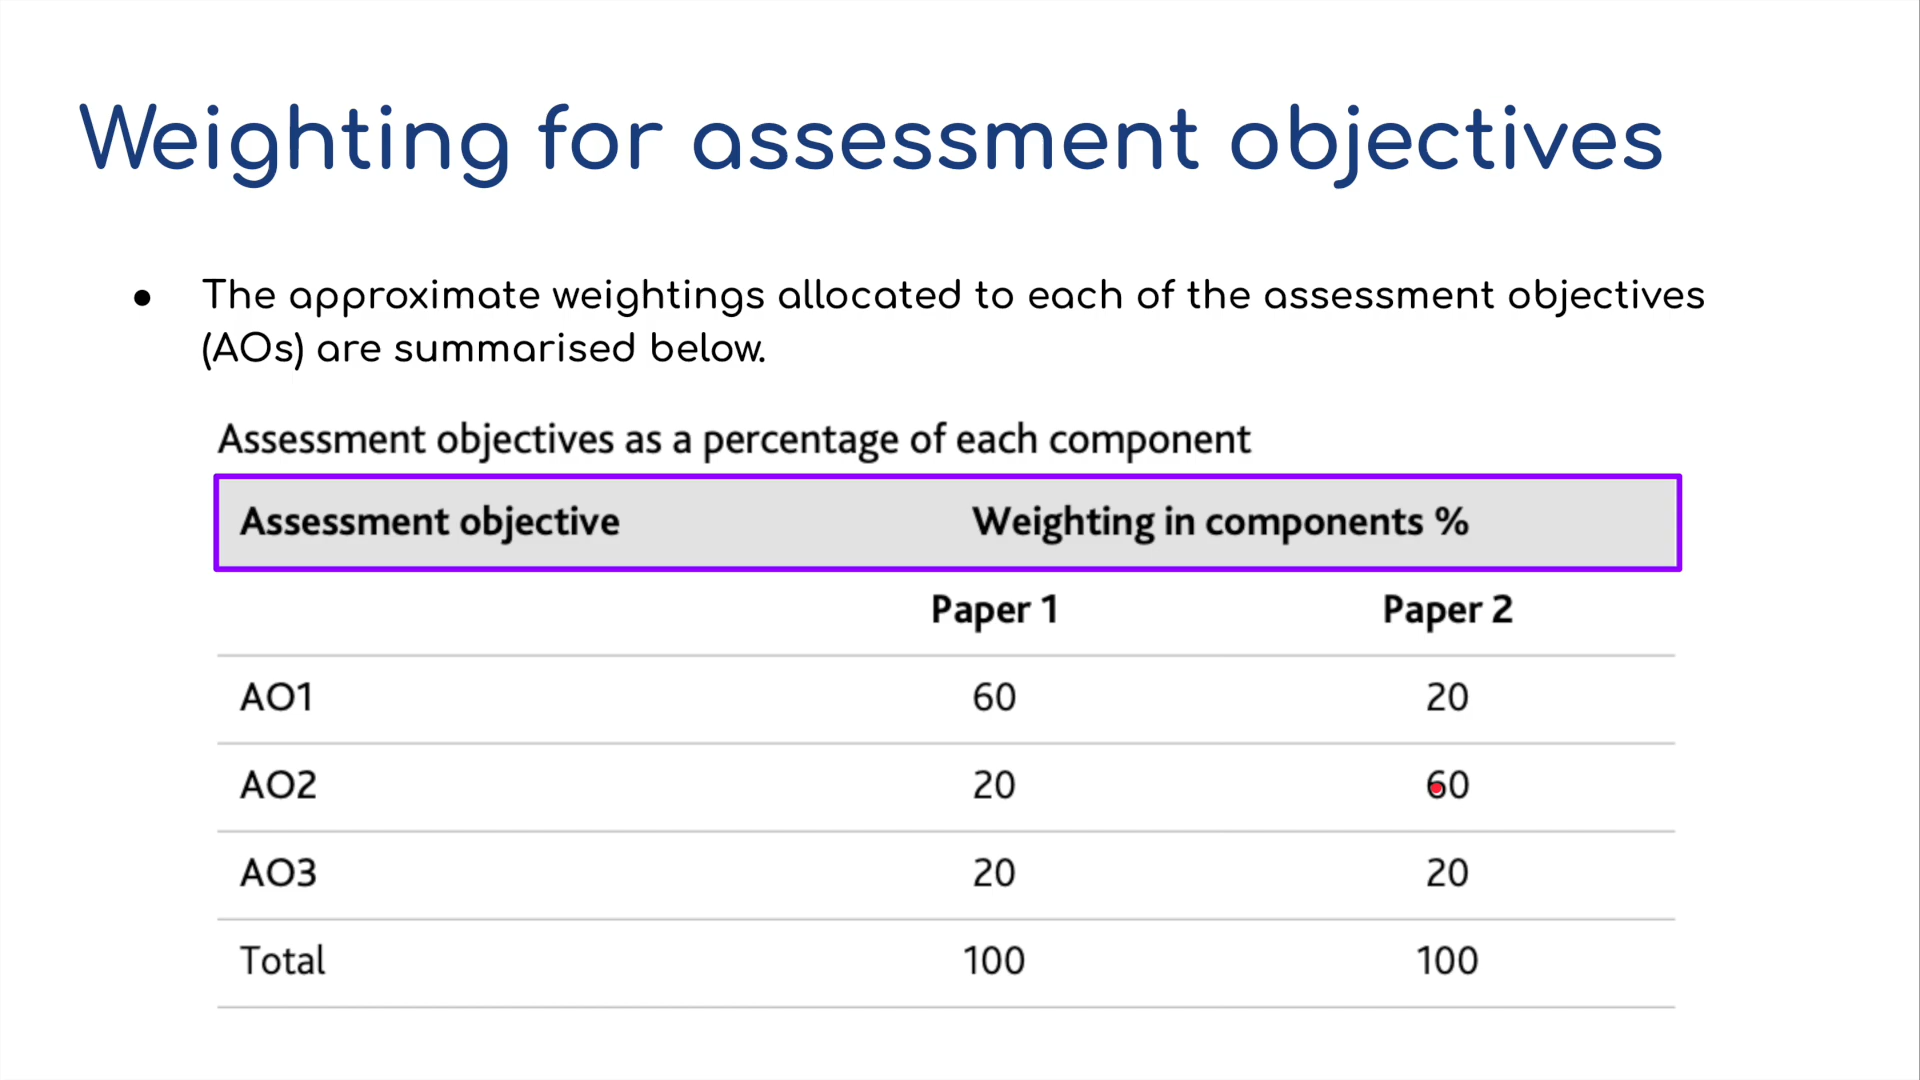 Weighting for assessment objectives
● The approximate weightings allocated to each of the assessment objectives
(AOs) are summarised below.
Assessment objectives as a percentage of each component
Assessment objective Weighting in components %
Paper 1 Paper 2
AO1 60 20
AO2 20 60
AO3 20 20
Total 100 100